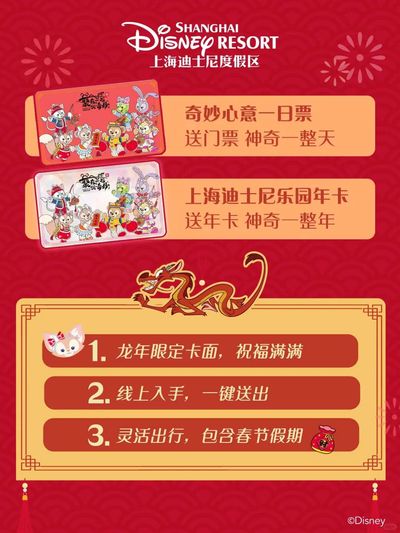 SHANGHAI
Disney RESORT
上海迪士尼度假区
奇妙心意一日票
送门票 神奇一整天
上海迪士尼乐园年卡
送年卡 神奇一整年
1. 龙年限定卡面，祝福满满
2. 线上入手，一键送出
3. 灵活出行，包含春节假期
©Disney